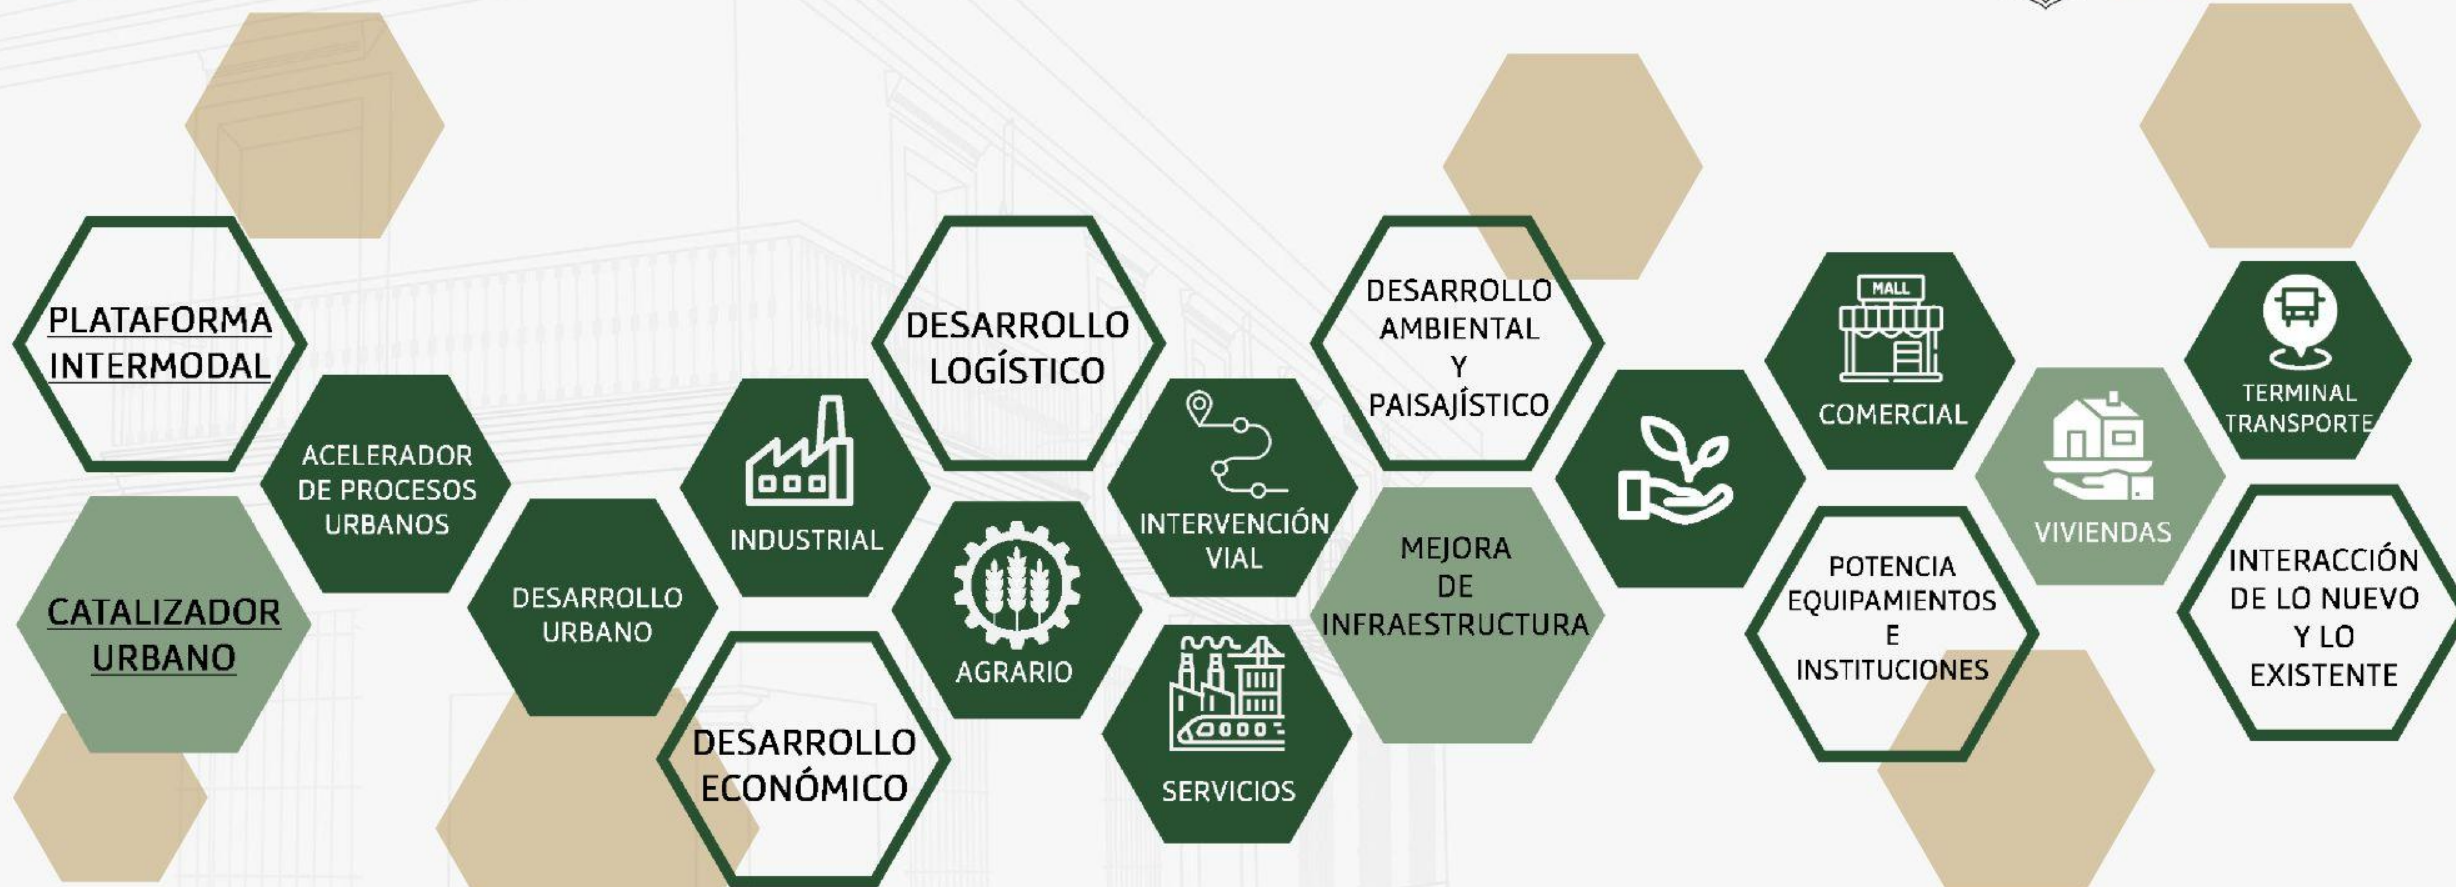 PLATAFORMA
INTERMODAL
CATALIZADOR
URBANO
ACELERADOR
DE PROCESOS
URBANOS
DESARROLLO
URBANO
INDUSTRIAL
DESARROLLO
ECONÓMICO
DESARROLLO
LOGÍSTICO
AGRARIO
INTERVENCIÓN
VIAL
SERVICIOS
DESARROLLO
AMBIENTAL
Y
PAISAJÍSTICO
MEJORA
DE
INFRAESTRUCTURA
MALL
COMERCIAL
POTENCIA
EQUIPAMIENTOS
E
INSTITUCIONES
VIVIENDAS
TERMINAL
TRANSPORTE
INTERACCIÓN
DE LO NUEVO
Y LO
EXISTENTE